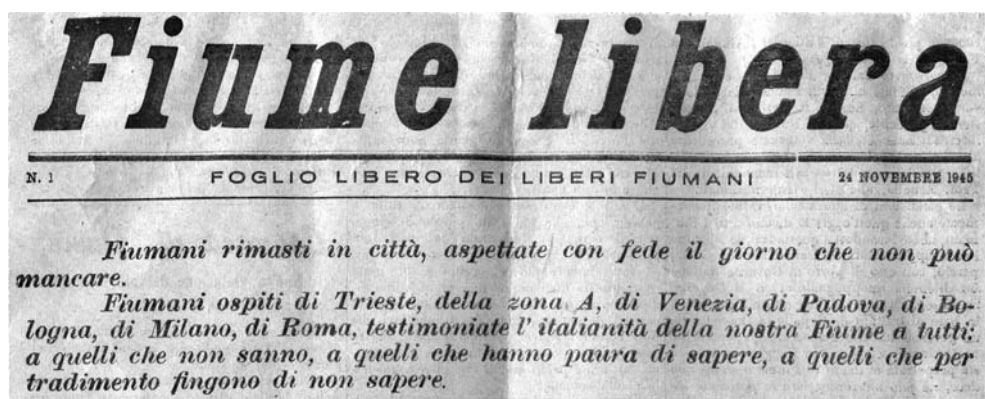 Fiume libera
N. 1 FOGLIO LIBERO DEI LIBERI FIUMANI 24 NOVEMBRE 1945
Fiumani rimasti in città, aspettate con fede il giorno che non può
mancare.
Fiumani ospiti di Trieste, della zona A, di Venezia, di Padova, di Bo-
logna, di Milano, di Roma, testimoniate l'italianità della nostra Fiume a tutti:
a quelli che non sanno, a quelli che hanno paura di sapere, a quelli che per
tradimento fingono di non sapere.